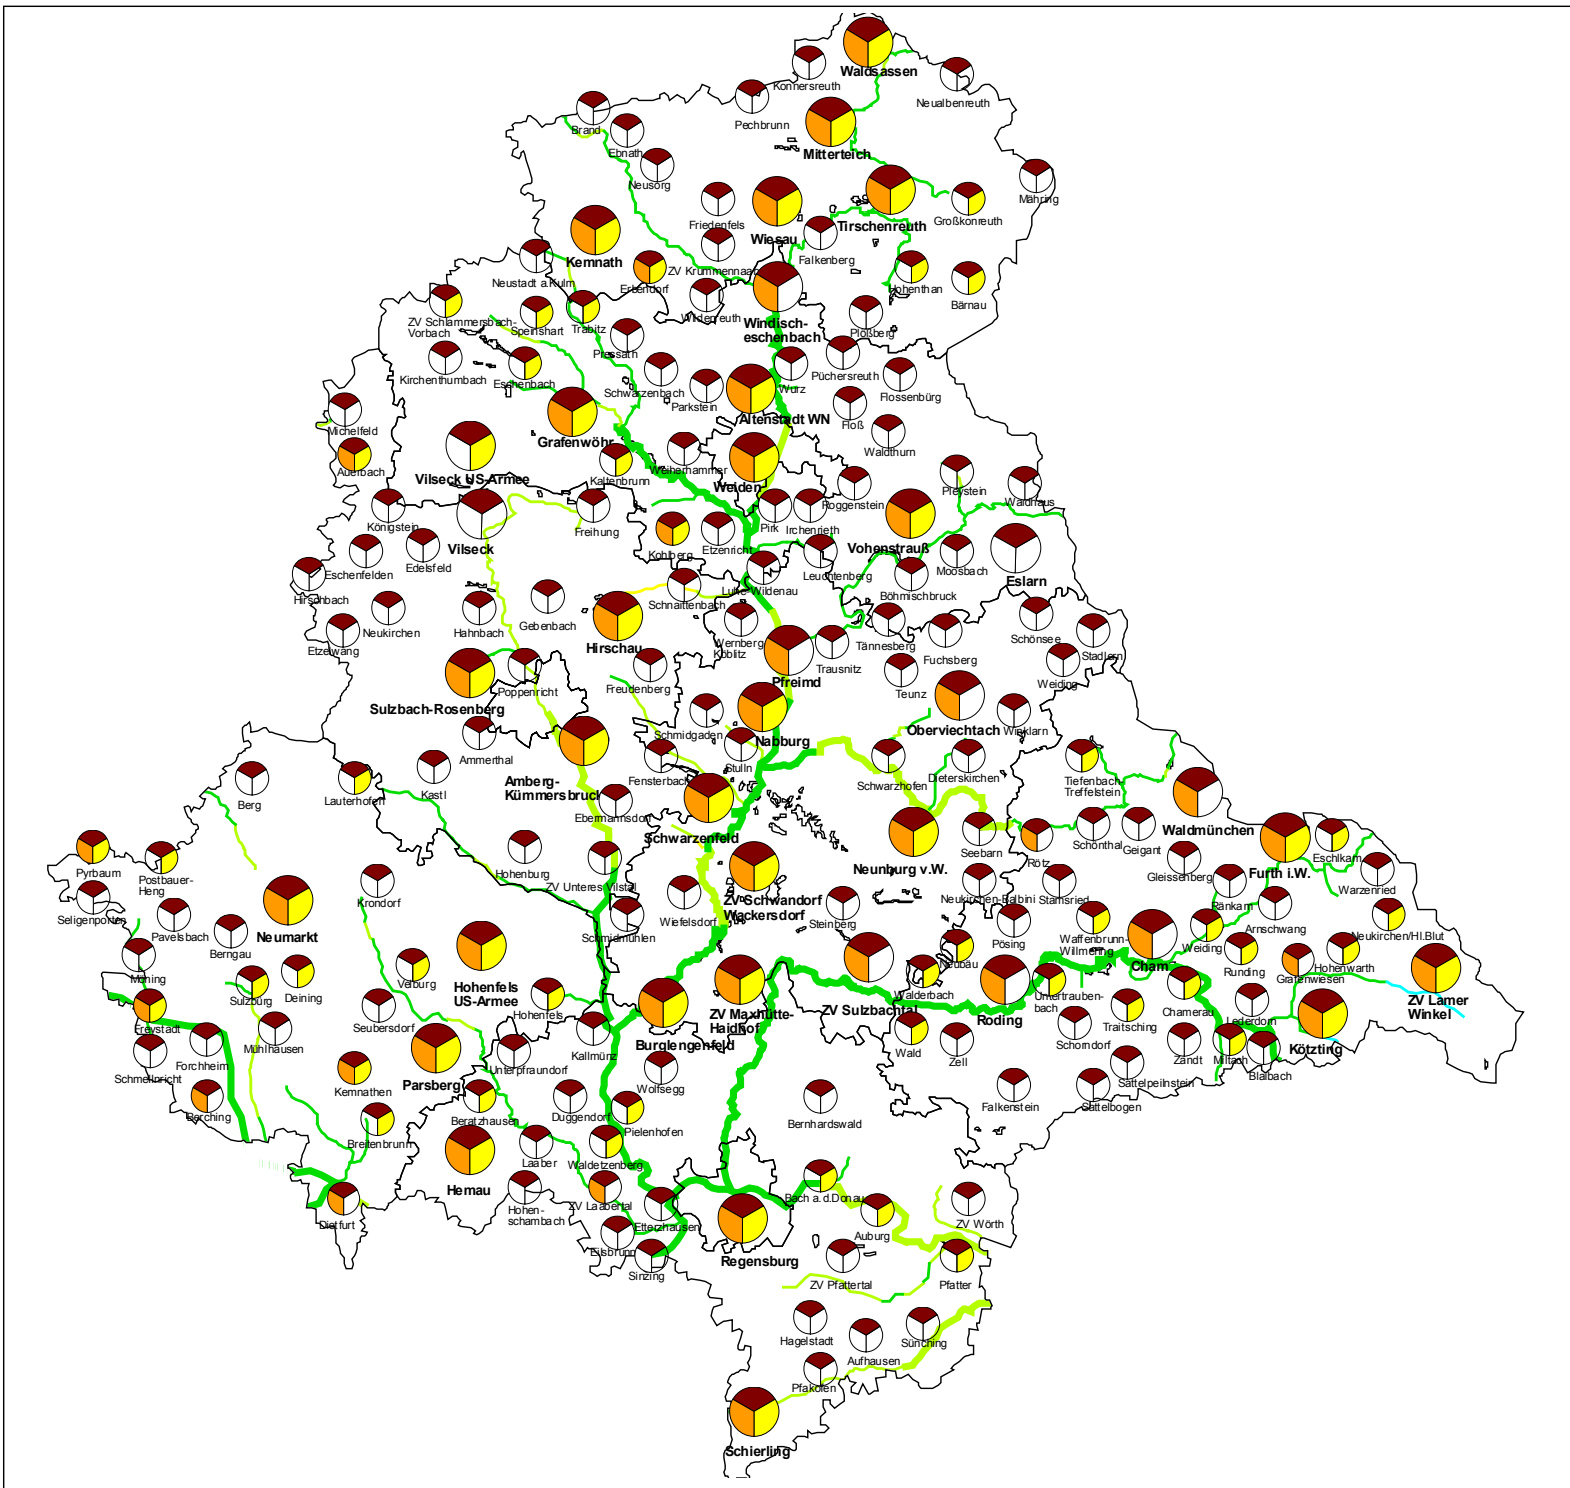 Waldsassen
Konnersreuth
Neualbenreuth
Pechbrunn
Brand
Ebnath
Mitterteich
Neusorg
Mähring
Großkonreuth
Friedenfels
Wiesau
Tirschenreuth
Falkenberg
Kemnath
ZV Krummennaab
Neustadt a.Kulm
Erbendorf
Hohenthan
Bärnau
Wildenreuth
Windisch-
eschenbach
Plößberg
ZV Schlammersbach-
Vorbach
Speinshart
Trabitz
Pressath
Kirchenthumbach
Eschenbach
Schwarzenbach
Parkstein
Wurz
Püchersreuth
Flossenbürg
Altenstadt WN
Floß
Michelfeld
Grafenwöhr
Waldthurn
Auerbach
Vilseck US-Armee
Kaltenbrunn
Weiherhammer
Weiden
Roggenstein
Pleystein
Waldhaus
Königstein
Vilseck
Freihung
Pirk
Irchenrieth
Kohlberg
Etzenricht
Vohenstrauß
Eschenfelden
Edelsfeld
Leuchtenberg
Moosbach
Eslarn
Hirschbach
Luhe-Wildenau
Böhmischbruck
Schnaittenbach
Neukirchen
Hahnbach
Gebenbach
Etzelwang
Hirschau
Wernberg
Köblitz
Trausnitz
Tännesberg
Fuchsberg
Schönsee
Stadlern
Weiding
Poppenricht
Freudenberg
Pfreimd
Teunz
Sulzbach-Rosenberg
Schmidgaden
Nabburg
Oberviechtach
Winklarn
Ammerthal
Stulln
Kastl
Amberg-
Kümmersbruck
Fensterbach
Schwarzhofen
Dieterskirchen
Tiefenbach-
Treffelstein
Berg
Lauterhofen
Ebermannsdorf
Schwarzenfeld
Waldmünchen
Neunburg v.W.
Seebarn
Rötz
Schönthal
Geigant
Furth i.W.
Eschlkam
Pyrbaum
Postbauer-
Heng
Hohenburg
ZV Unteres Vilstal
Gleissenberg
Warzenried
Seligenporten
Krondorf
Wiefelsdorf
ZV Schwandorf
Wackersdorf
Steinberg
Neukirchen-Balbini
Stamsried
Ränkam
Arnschwang
Pavelsbach
Berngau
Neumarkt
Schmidmühlen
Pösing
Waffenbrunn-
Willmering
Weiding
Neukirchen/Hl.Blut
Möning
Sulzbürg
Deining
Velburg
Hohenfels
US-Armee
Neubäu
Cham
Runding
Grafenwiesen
Hohenwarth
Freystadt
Mühlhausen
Seubersdorf
Hohenfels
Burglengenfeld
ZV Maxhütte-
Haidhof
ZV Sulzbachtal
Walderbach
Roding
Untertrauben-
bach
Traitsching
Chamerau
Lederdorn
Kötzting
ZV Lamer
Winkel
Forchheim
Schmellnricht
Kemnathen
Parsberg
Unterpfraundorf
Kallmünz
Wolfsegg
Wald
Zell
Schorndorf
Zandt
Miltach
Blaibach
Sattelpeilnstein
Sattelbogen
Falkenstein
Berching
Beratzhausen
Duggendorf
Pielenhofen
Bernhardswald
Breitenbrunn
Hemau
Laaber
Waldetzenberg
Dietfurt
Hohen-
schambach
ZV Laabertal
Etterzhausen
Bach a.d.Donau
Auburg
ZV Wörth
Eilsbrunn
Sinzing
Regensburg
ZV Pfattertal
Pfatter
Hagelstadt
Aufhausen
Sünching
Pfakofen
Schierling